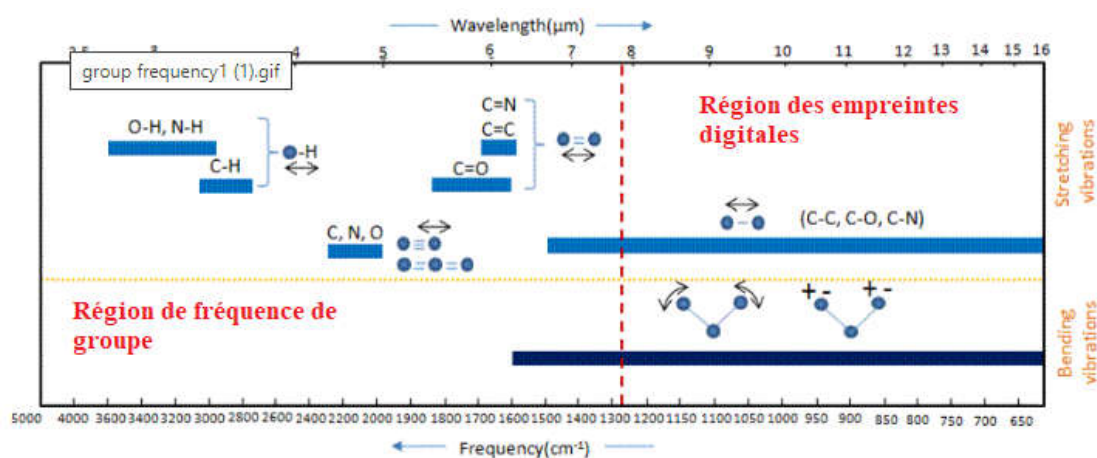 Wavelength(μm)
2.5 3 4 5 6 7 8 9 10 11 12 13 14 15 16
group frequency1 (1).gif
O-H, N-H
C-H
-H
C=N
C=C
C=O
C, N, O
Région des empreintes
digitales
(C-C, C-O, C-N)
Stretching
vibrations
Région de fréquence de
groupe
+ - + -
Bending
vibrations
5000 4000 3600 3200 3000 2800 2400 2200 2000 1900 1800 1700 1600 1500 1400 1300 1200 1150 1100 1050 1000 950 900 850 800 750 700 650
Frequency(cm⁻¹)